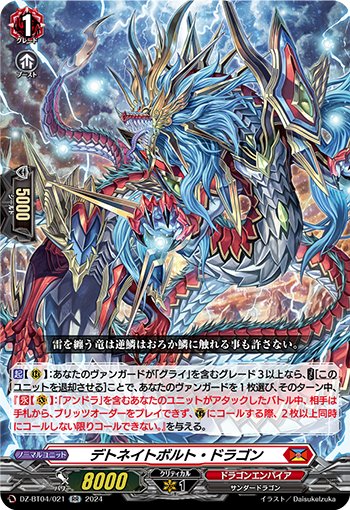 1
グレード
ブースト
5000
シールド
雷を纏う竜は逆鱗はおろか鱗に触れる事も許さない。
起【(R)】：あなたのヴァンガードが「グライ」を含むグレード３以上なら、[この
ユニットを退却させる]ことで、あなたのヴァンガードを１枚選び、そのターン中、
『永【(V)】：「アンドラ」を含むあなたのユニットがアタックしたバトル中、相手は
手札から、ブリッツオーダーをプレイできず、(G)にコールする際、２枚以上同時
にコールしない限りコールできない。』を与える。
ノーマルユニット
デトネイトボルト・ドラゴン
パワー 8000
クリティカル
1
ドラゴンエンパイア
サンダードラゴン
DZ-BT04/021 RR 2024
イラスト／DaisukeIzuka